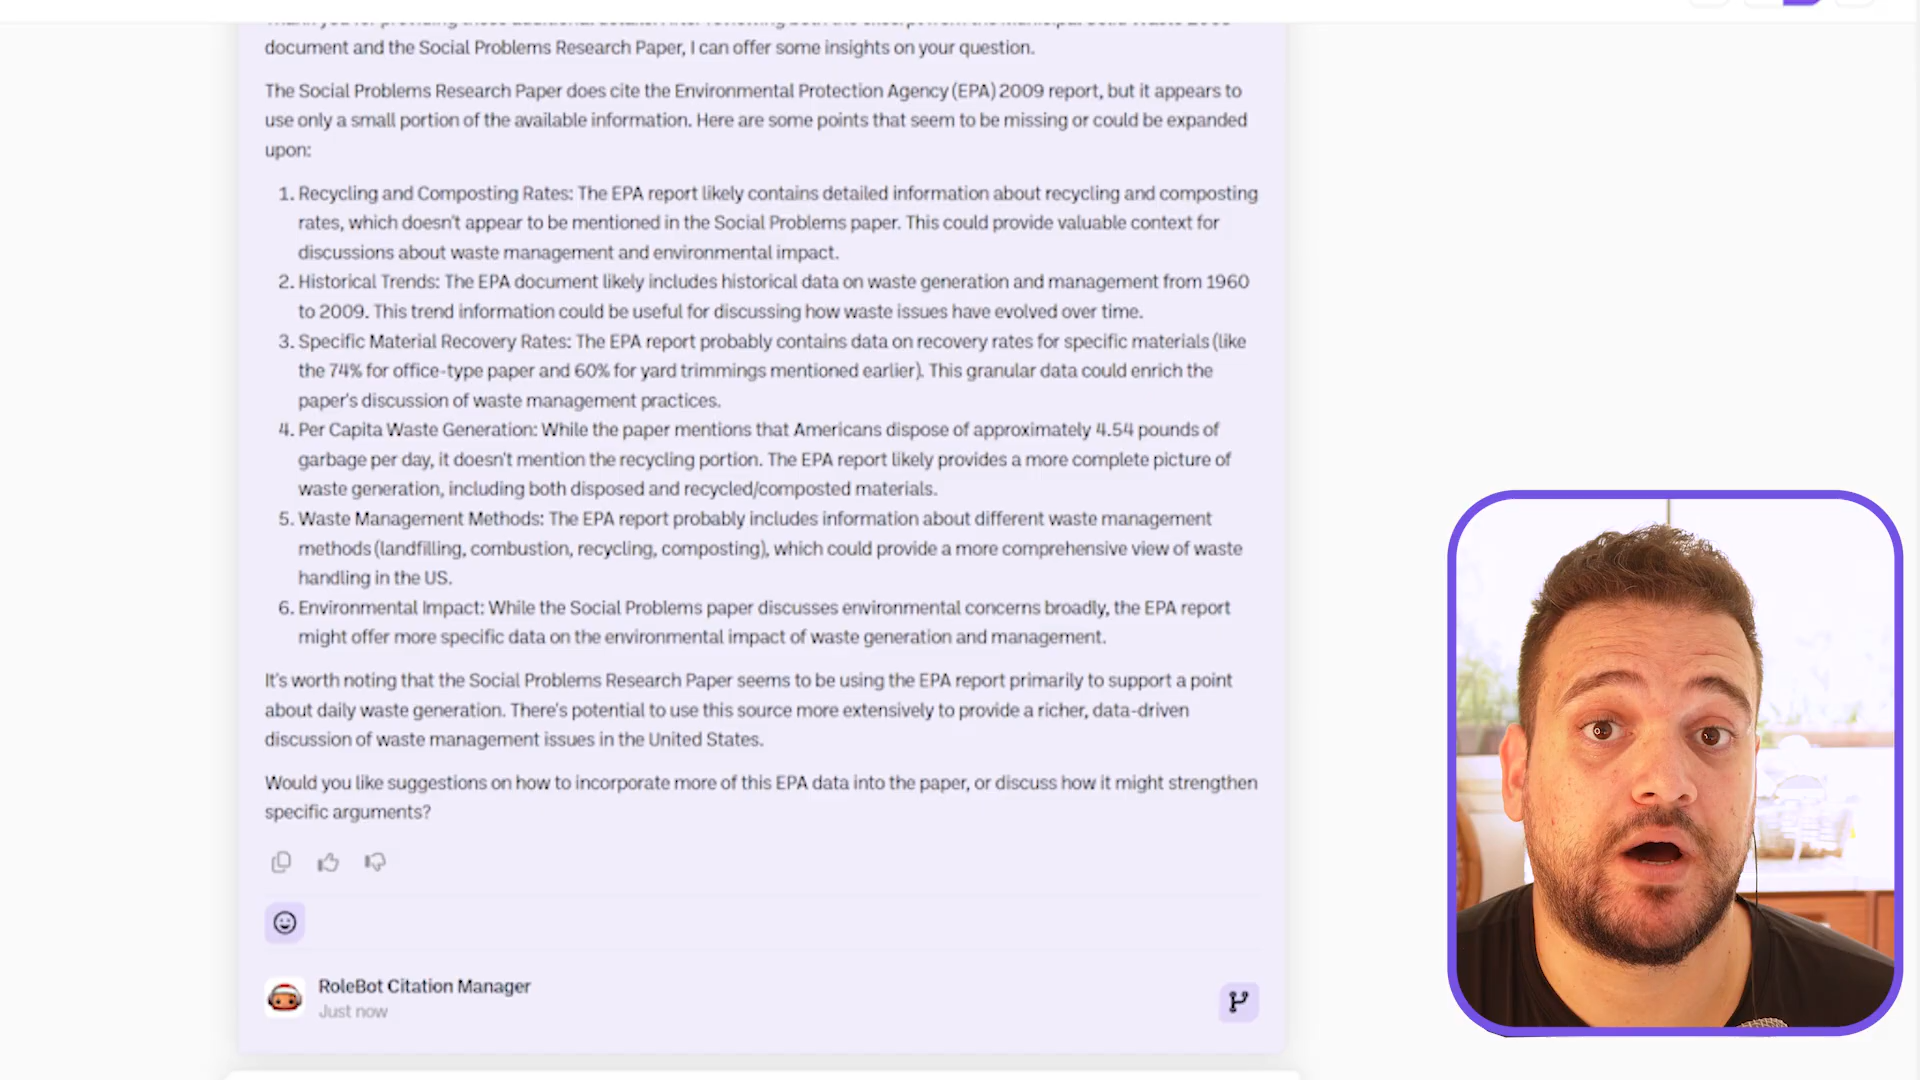 document and the Social Problems Research Paper, I can offer some insights on your question.
The Social Problems Research Paper does cite the Environmental Protection Agency (EPA) 2009 report, but it appears to
use only a small portion of the available information. Here are some points that seem to be missing or could be expanded
upon:
1. Recycling and Composting Rates: The EPA report likely contains detailed information about recycling and composting
rates, which doesn't appear to be mentioned in the Social Problems paper. This could provide valuable context for
discussions about waste management and environmental impact.
2. Historical Trends: The EPA document likely includes historical data on waste generation and management from 1960
to 2009. This trend information could be useful for discussing how waste issues have evolved over time.
3. Specific Material Recovery Rates: The EPA report probably contains data on recovery rates for specific materials (like
the 74% for office-type paper and 60% for yard trimmings mentioned earlier). This granular data could enrich the
paper's discussion of waste management practices.
4. Per Capita Waste Generation: While the paper mentions that Americans dispose of approximately 4.54 pounds of
garbage per day, it doesn't mention the recycling portion. The EPA report likely provides a more complete picture of
waste generation, including both disposed and recycled/composted materials.
5. Waste Management Methods: The EPA report probably includes information about different waste management
methods (landfilling, combustion, recycling, composting), which could provide a more comprehensive view of waste
handling in the US.
6. Environmental Impact: While the Social Problems paper discusses environmental concerns broadly, the EPA report
might offer more specific data on the environmental impact of waste generation and management.
It's worth noting that the Social Problems Research Paper seems to be using the EPA report primarily to support a point
about daily waste generation. There's potential to use this source more extensively to provide a richer, data-driven
discussion of waste management issues in the United States.
Would you like suggestions on how to incorporate more of this EPA data into the paper, or discuss how it might strengthen
specific arguments?
RoleBot Citation Manager
Just now